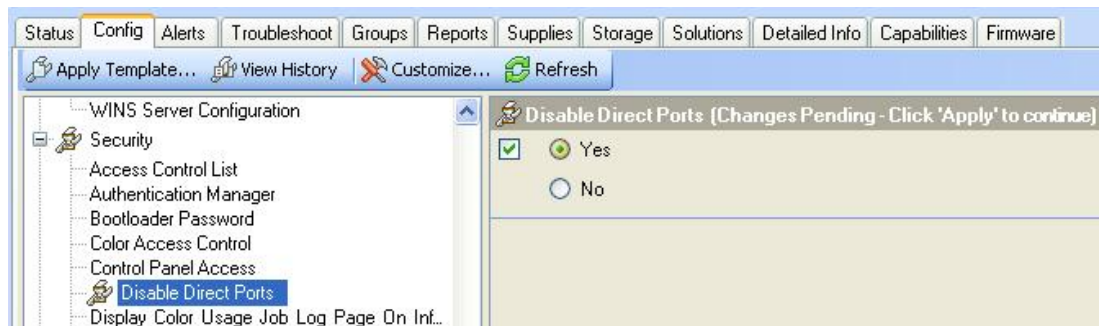 Status Config Alerts Troubleshoot Groups Reports Supplies Storage Solutions Detailed Info Capabilities Firmware
Apply Template... View History Customize... Refresh
WINS Server Configuration
Security
Access Control List
Authentication Manager
Bootloader Password
Color Access Control
Control Panel Access
Disable Direct Ports
Display Color Usage Job Log Page On Inf...
Disable Direct Ports (Changes Pending - Click 'Apply' to continue)
Yes
No